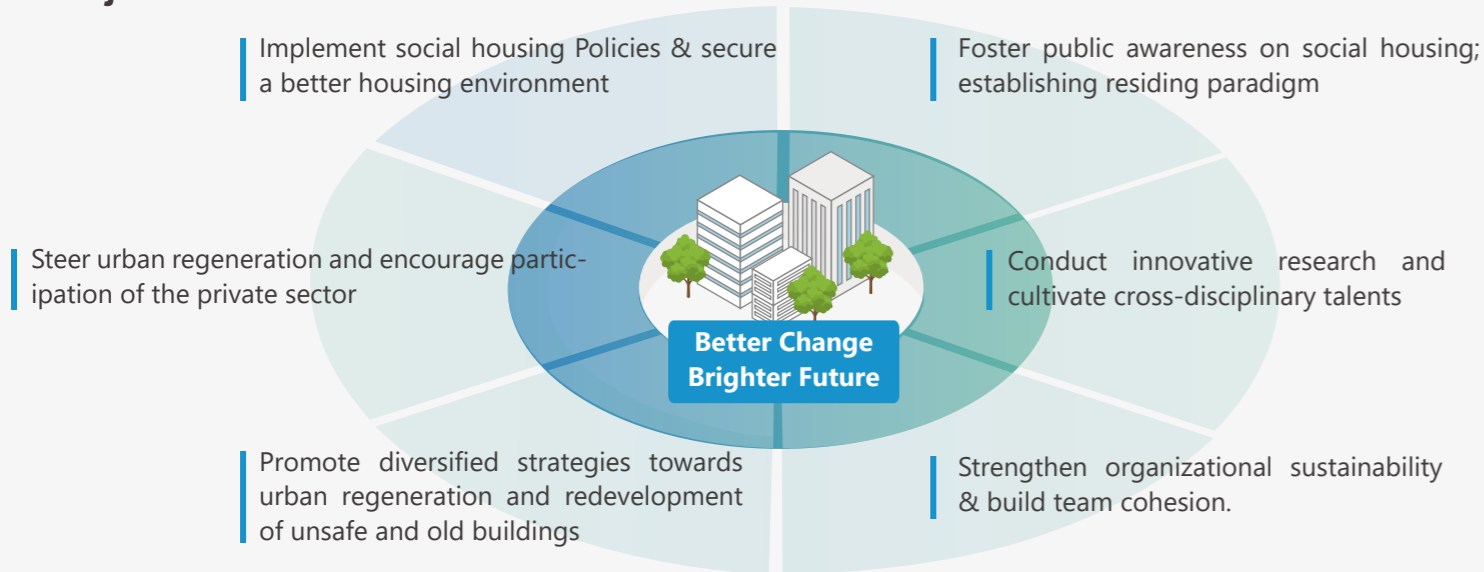 Implement social housing Policies & secure
a better housing environment
Foster public awareness on social housing;
establishing residing paradigm
Steer urban regeneration and encourage partic-
ipation of the private sector
Conduct innovative research and
cultivate cross-disciplinary talents
Better Change
Brighter Future
Promote diversified strategies towards
urban regeneration and redevelopment
of unsafe and old buildings
Strengthen organizational sustainability
& build team cohesion.